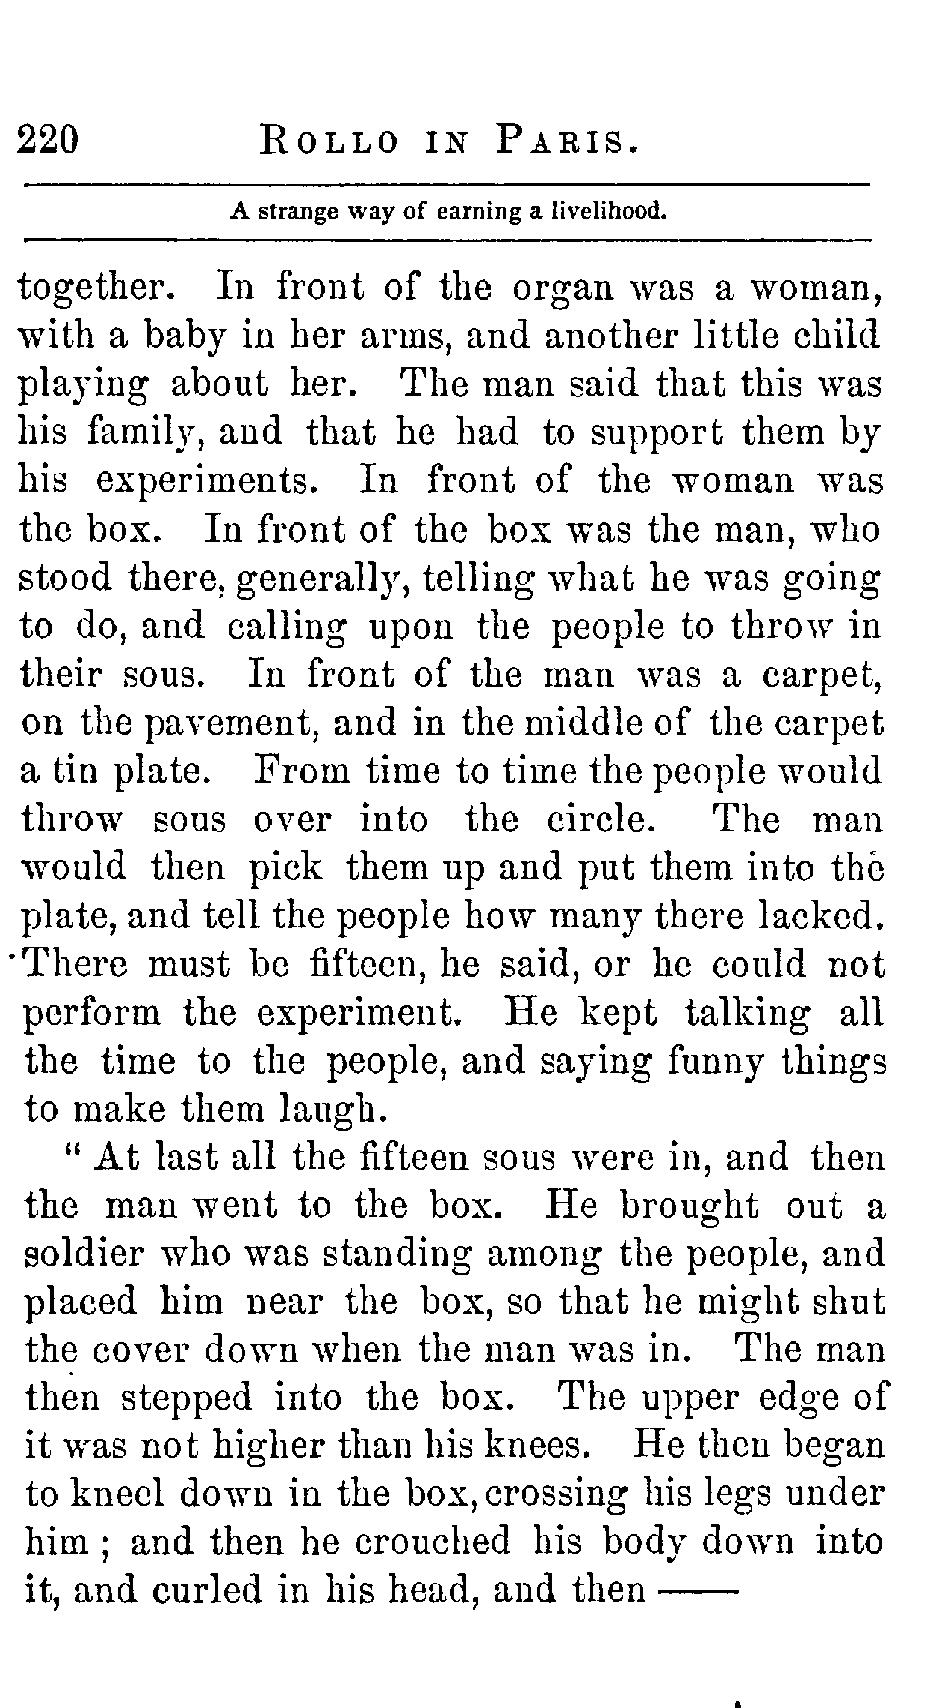 220 ROLLO IN PARIS.
A strange way of earning a livelihood.
together. In front of the organ was a woman,
with a baby in her arms, and another little child
playing about her. The man said that this was
his family, and that he had to support them by
his experiments. In front of the woman was
the box. In front of the box was the man, who
stood there, generally, telling what he was going
to do, and calling upon the people to throw in
their sous. In front of the man was a carpet,
on the pavement, and in the middle of the carpet
a tin plate. From time to time the people would
throw sous over into the circle. The man
would then pick them up and put them into the
plate, and tell the people how many there lacked.
There must be fifteen, he said, or he could not
perform the experiment. He kept talking all
the time to the people, and saying funny things
to make them laugh.
“ At last all the fifteen sous were in, and then
the man went to the box. He brought out a
soldier who was standing among the people, and
placed him near the box, so that he might shut
the cover down when the man was in. The man
then stepped into the box. The upper edge of
it was not higher than his knees. He then began
to kneel down in the box, crossing his legs under
him ; and then he crouched his body down into
it, and curled in his head, and then ——